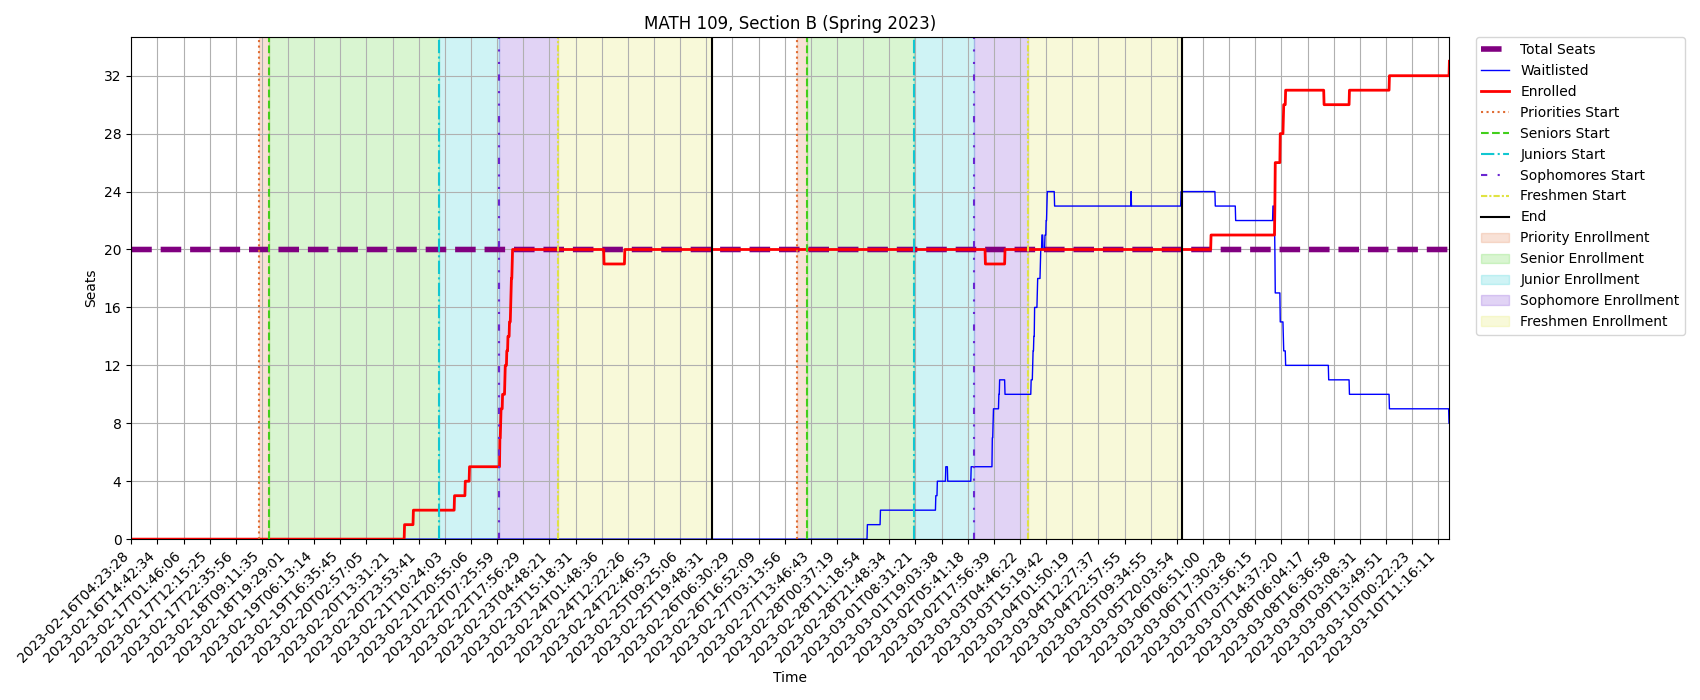 MATH 109, Section B (Spring 2023)
Seats
32
28
24
20
16
12
8
4
0
2023-02-16T04:23:28
2023-02-16T14:42:34
2023-02-17T01:46:06
2023-02-17T12:15:25
2023-02-17T22:35:56
2023-02-18T09:11:35
2023-02-18T19:29:01
2023-02-19T06:13:14
2023-02-19T16:35:45
2023-02-20T02:57:05
2023-02-20T13:31:21
2023-02-20T23:53:41
2023-02-21T10:24:03
2023-02-21T20:55:06
2023-02-22T07:25:59
2023-02-22T17:56:29
2023-02-23T04:48:21
2023-02-23T15:18:31
2023-02-24T01:48:36
2023-02-24T12:22:26
2023-02-24T22:46:53
2023-02-25T09:25:06
2023-02-25T19:48:31
2023-02-26T06:30:29
2023-02-26T16:52:09
2023-02-27T03:13:56
2023-02-27T13:46:43
2023-02-28T00:37:19
2023-02-28T11:18:54
2023-02-28T21:48:34
2023-03-01T08:31:21
2023-03-01T19:03:38
2023-03-02T05:41:18
2023-03-02T17:56:39
2023-03-03T04:46:22
2023-03-03T15:19:42
2023-03-04T01:50:19
2023-03-04T12:27:37
2023-03-04T22:57:55
2023-03-05T09:34:55
2023-03-05T20:03:54
2023-03-06T06:51:00
2023-03-06T17:30:28
2023-03-07T03:56:15
2023-03-07T14:37:20
2023-03-08T06:04:17
2023-03-08T16:36:58
2023-03-09T03:08:31
2023-03-09T13:49:51
2023-03-10T00:22:23
2023-03-10T11:16:11
Time
Total Seats
Waitlisted
Enrolled
Priorities Start
Seniors Start
Juniors Start
Sophomores Start
Freshmen Start
End
Priority Enrollment
Senior Enrollment
Junior Enrollment
Sophomore Enrollment
Freshmen Enrollment